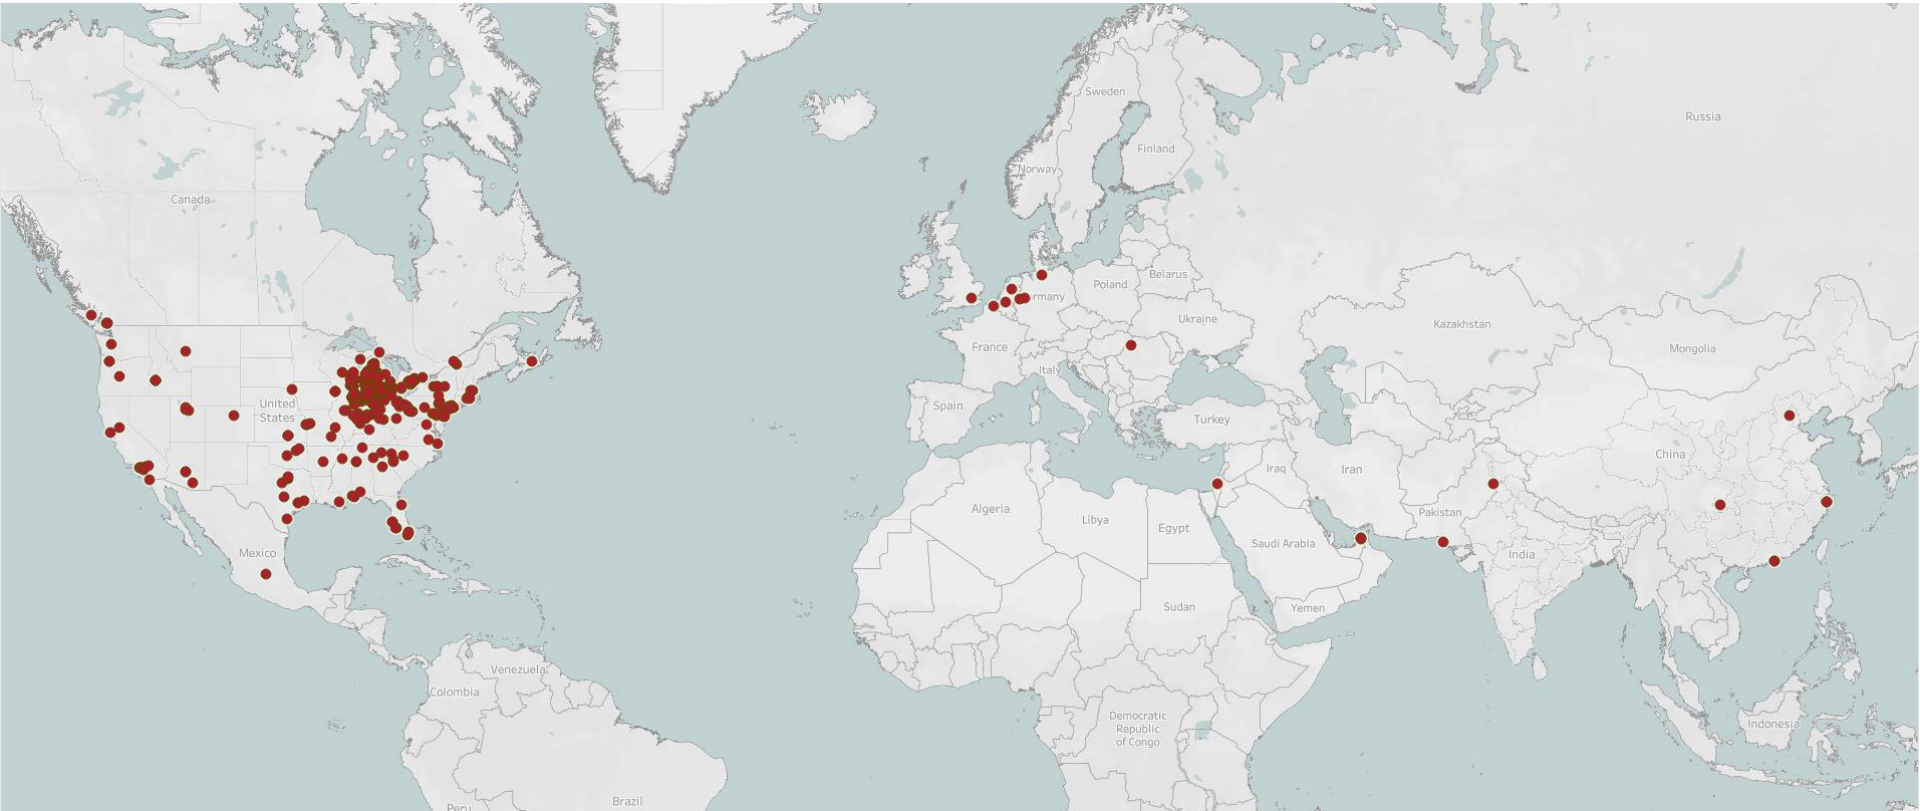 Sweden
Russia
Finland
Norway
Canada
Belarus
Poland
rmany
Ukraine
Kazakhstan
France
Mongolia
Italy
United
States
Spain
Turkey
China
Iraq
Iran
Algeria
Pakistan
Libya
Egypt
Saudi Arabia
Mexico
India
Sudan
Yemen
Venezuela
Colombia
Democratic
Republic
of Congo
Indonesia
Brazil
Peru